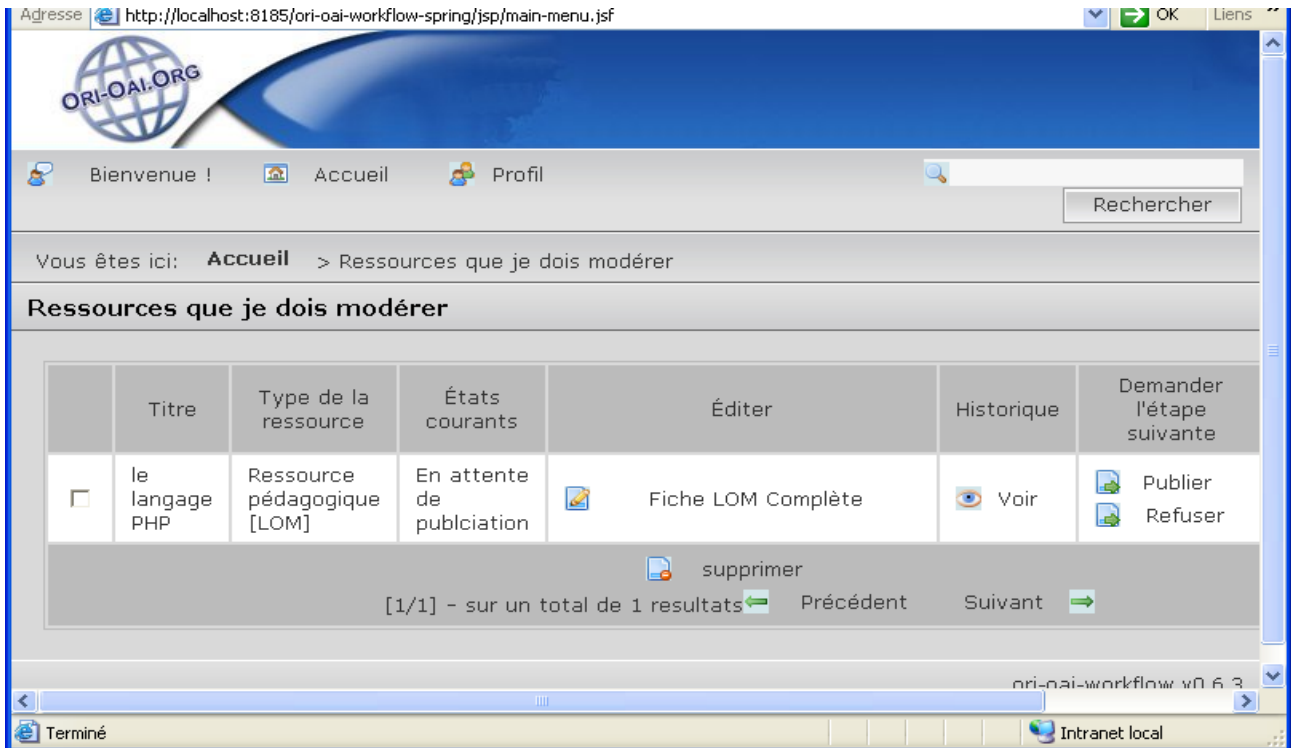 Adresse http://localhost:8185/ori-oai-workflow-spring/jsp/main-menu.jsf OK Liens »
ORI-OAI.ORG
Bienvenue ! Accueil Profil
Rechercher
Vous êtes ici: Accueil > Ressources que je dois modérer
Ressources que je dois modérer
Titre
Type de la
ressource
États
courants
Éditer
Historique
Demander
l'étape
suivante
le
langage
PHP
Ressource
pédagogique
[LOM]
En attente
de
publciation
Fiche LOM Complète
Voir
Publier
Refuser
supprimer
[1/1] - sur un total de 1 resultats Précédent Suivant
ori-oai-workflow v0.6.3
Terminé Intranet local